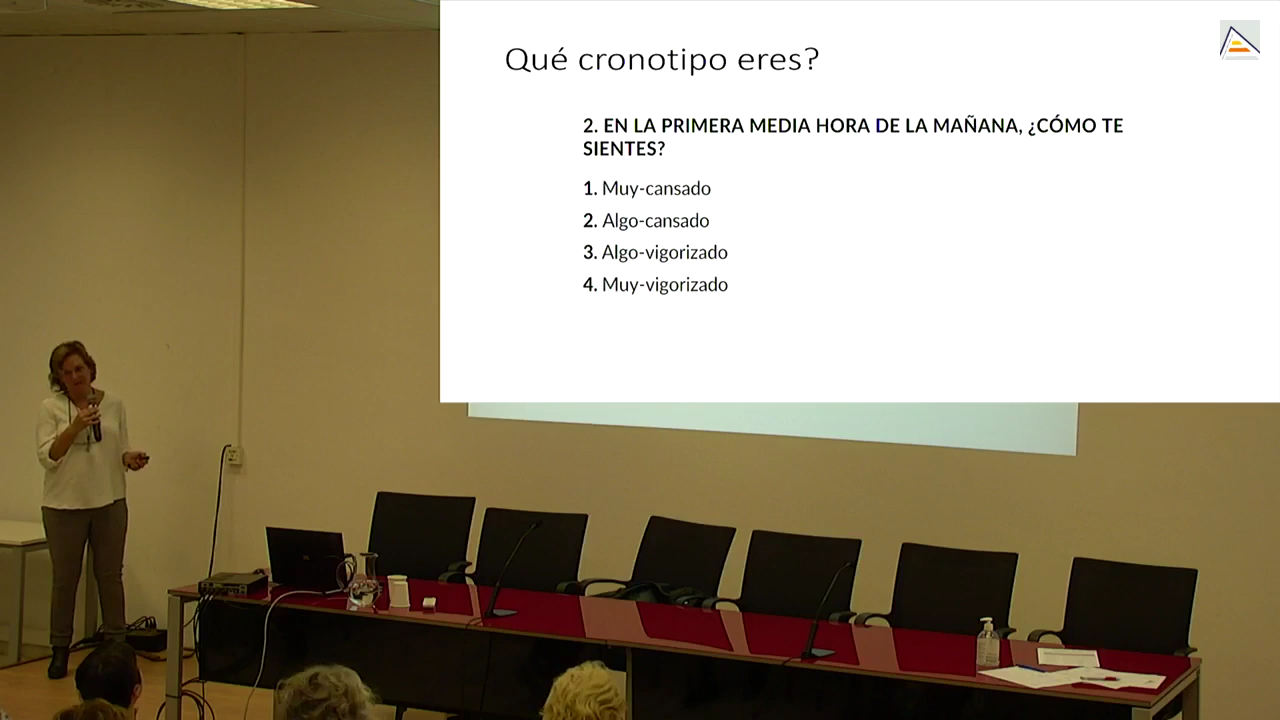 Qué cronotipo eres?
2. EN LA PRIMERA MEDIA HORA DE LA MAÑANA, ¿CÓMO TE
SIENTES?
1. Muy-cansado
2. Algo-cansado
3. Algo-vigorizado
4. Muy-vigorizado